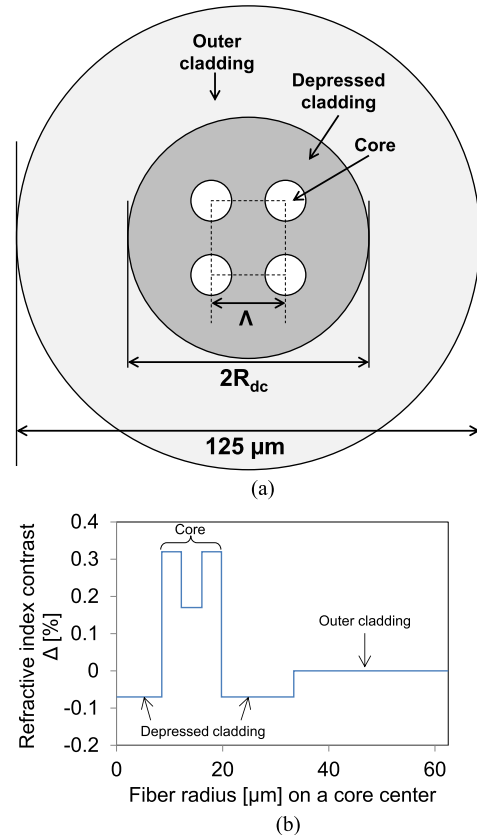 Outer
cladding
Depressed
cladding
Core
Λ
2Rdc
125 μm
(a)
Refractive index contrast
Δ [%]
0.4
0.3
0.2
0.1
0
-0.1
-0.2
Core
Outer cladding
Depressed cladding
0
20
40
60
Fiber radius [μm] on a core center
(b)